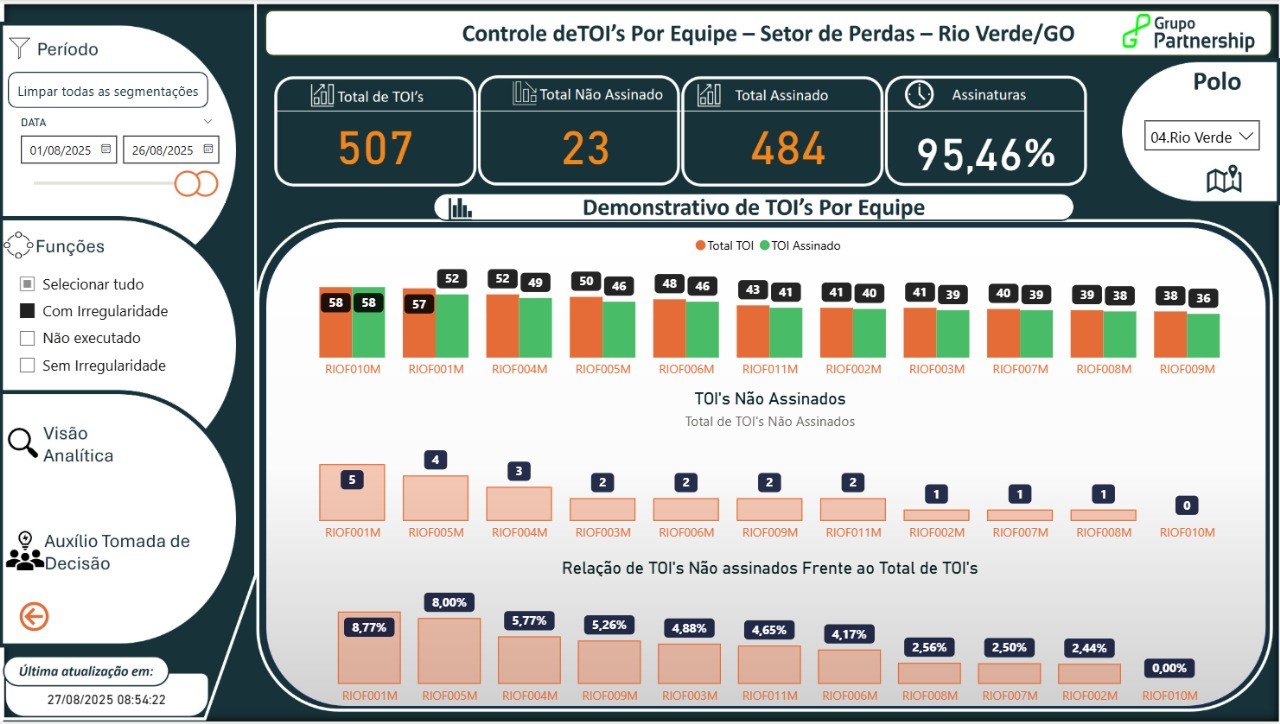 Controle deTOI’s Por Equipe – Setor de Perdas – Rio Verde/GO
Grupo
Partnership
Período
Limpar todas as segmentações
DATA
01/08/2025
26/08/2025
Total de TOI’s
507
Total Não Assinado
23
Total Assinado
484
Assinaturas
95,46%
Polo
04.Rio Verde
Funções
Selecionar tudo
Com Irregularidade
Não executado
Sem Irregularidade
Visão
Analítica
Auxílio Tomada de
Decisão
Última atualização em:
27/08/2025 08:54:22
Demonstrativo de TOI’s Por Equipe
Total TOI TOI Assinado
58 58 57 52 52 49 50 46 48 46 43 41 41 40 41 39 40 39 39 38 38 36
RIOF010M RIOF001M RIOF004M RIOF005M RIOF006M RIOF011M RIOF002M RIOF003M RIOF007M RIOF008M RIOF009M
TOI's Não Assinados
Total de TOI's Não Assinados
5 4 3 2 2 2 2 1 1 1 0
RIOF001M RIOF005M RIOF004M RIOF003M RIOF006M RIOF009M RIOF011M RIOF002M RIOF007M RIOF008M RIOF010M
Relação de TOI's Não assinados Frente ao Total de TOI's
8,77% 8,00% 5,77% 5,26% 4,88% 4,65% 4,17% 2,56% 2,50% 2,44% 0,00%
RIOF001M RIOF005M RIOF004M RIOF009M RIOF003M RIOF011M RIOF006M RIOF008M RIOF007M RIOF002M RIOF010M